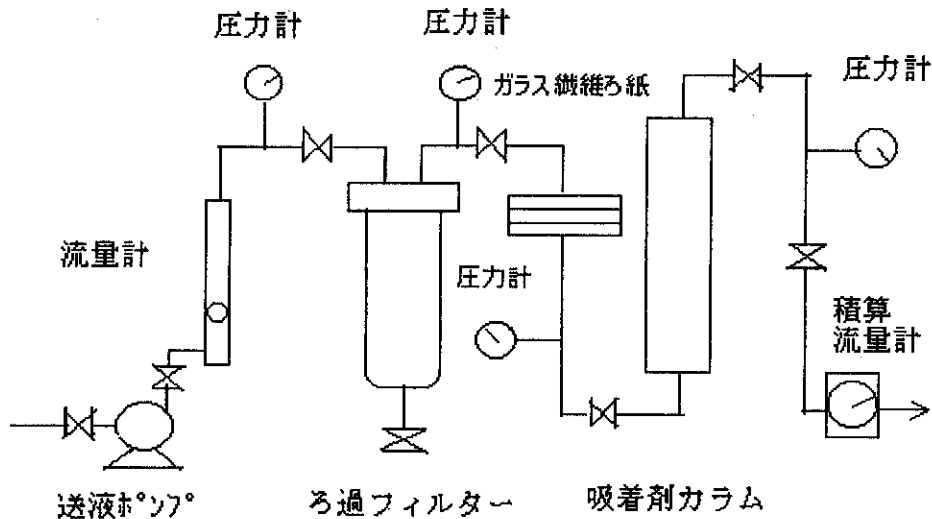 圧力計
圧力計
圧力計
ガラス繊維ろ紙
流量計
圧力計
積算
流量計
送液ポンプ
ろ過フィルター
吸着剤カラム